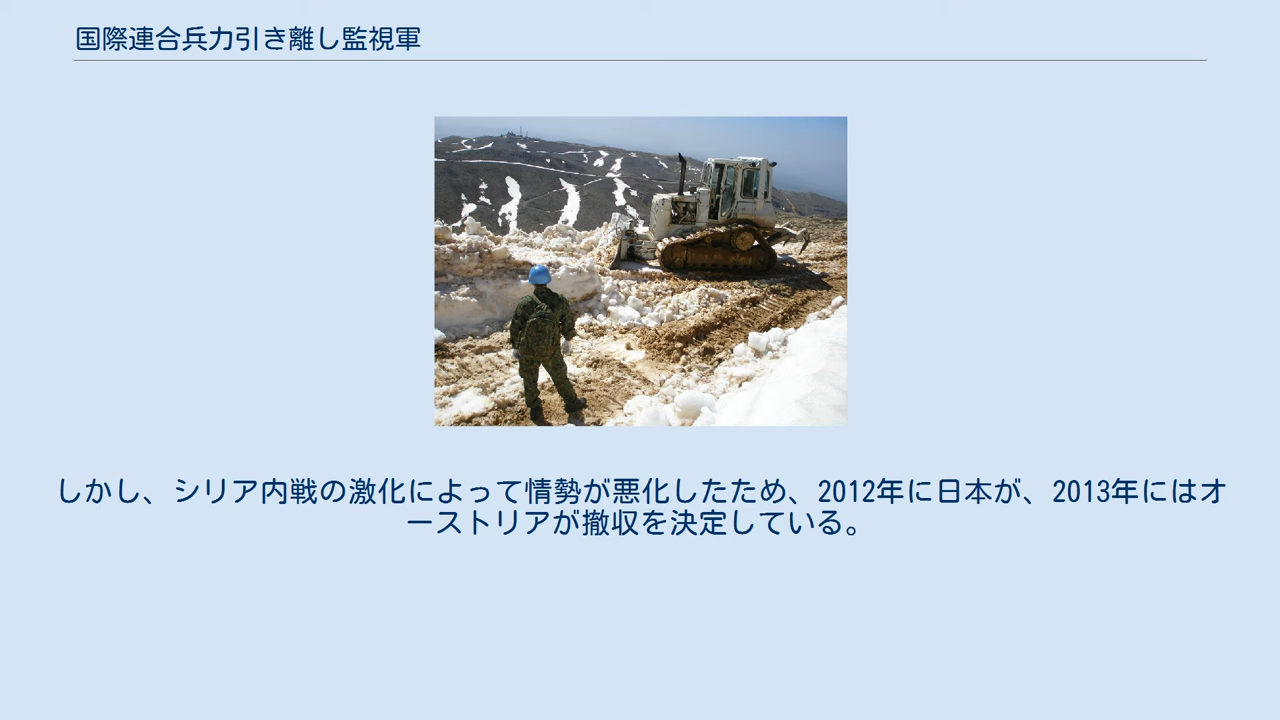 国際連合兵力引き離し監視軍
しかし、シリア内戦の激化によって情勢が悪化したため、2012年に日本が、2013年にはオ
ーストリアが撤収を決定している。